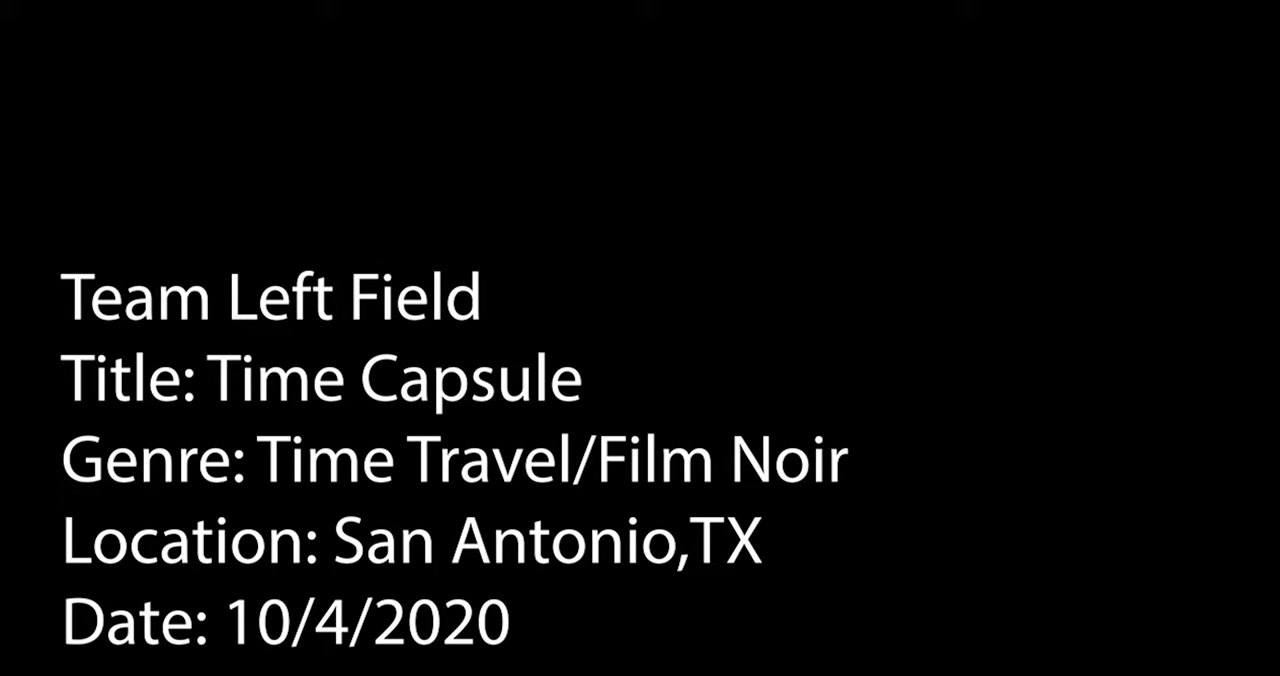 Team Left Field
Title: Time Capsule
Genre: Time Travel/Film Noir
Location: San Antonio,TX
Date: 10/4/2020